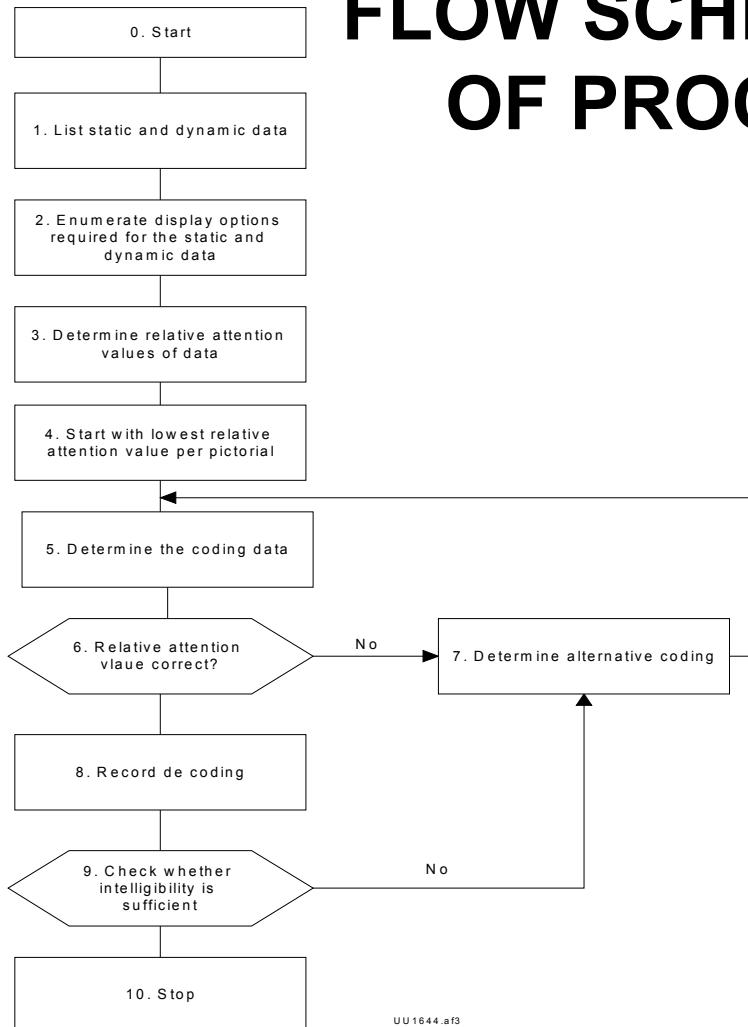 FLOW SCH
OF PRO
0. Start
1. List static and dynamic data
2. Enumerate display options
required for the static and
dynamic data
3. Determine relative attention
values of data
4. Start with lowest relative
attention value per pictorial
5. Determine the coding data
6. Relative attention
vlaue correct?
No
7. Determine alternative coding
8. Record de coding
9. Check whether
intelligibility is
sufficient
No
10. Stop
UU1644.af3